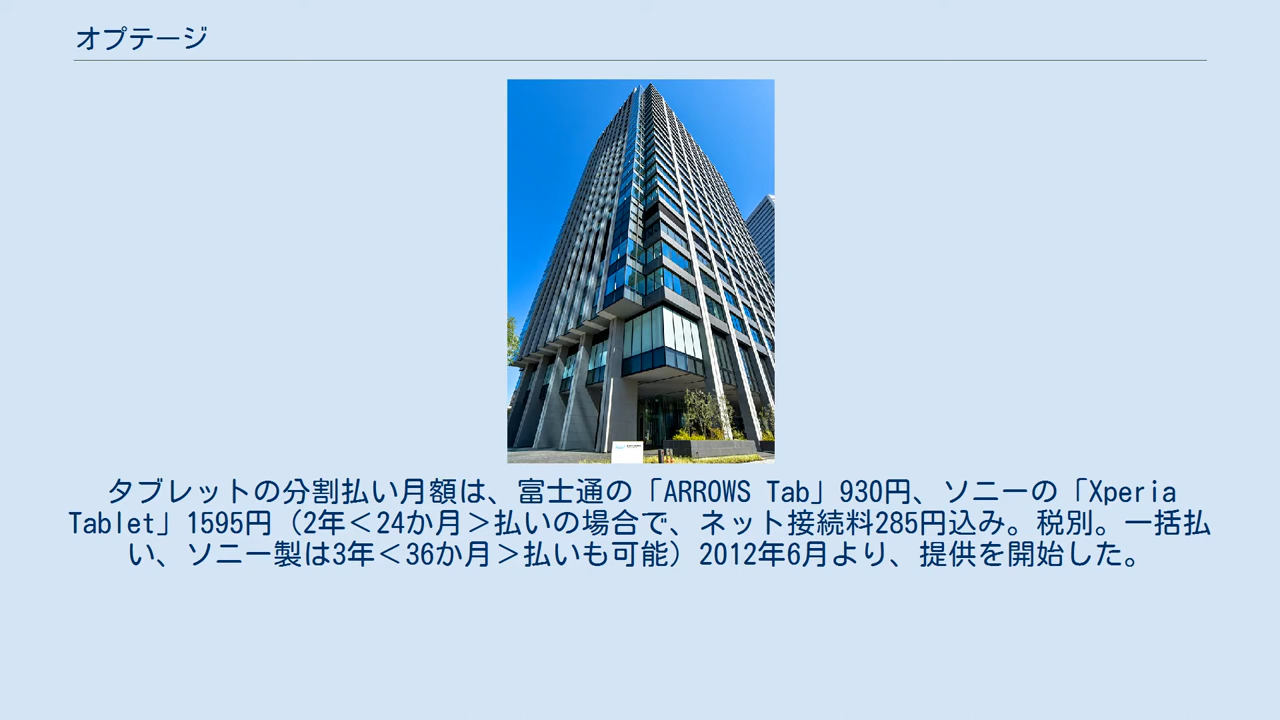 オプテージ
タブレットの分割払い月額は、富士通の「ARROWS Tab」930円、ソニーの「Xperia
Tablet」1595円（2年＜24か月＞払いの場合で、ネット接続料285円込み。税別。一括払
い、ソニー製は3年＜36か月＞払いも可能）2012年6月より、提供を開始した。